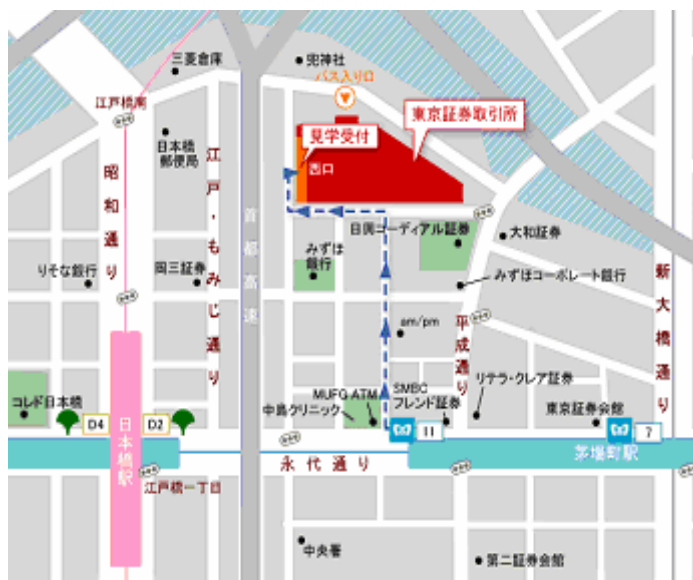 兜神社
三菱倉庫
バス入り口
江戸橋南
東京証券取引所
見学受付
日本橋
郵便局
西口
昭和通り
江戸・もみじ通り
首都高速
日興コーディアル証券
大和証券
みずほ
銀行
りそな銀行
岡三証券
みずほコーポレート銀行
新大橋通り
am/pm
平成通り
リテラ・クレア証券
MUFG ATM
SMBC
フレンド証券
中島クリニック
コレド日本橋
東京証券会館
D4
D2
11
7
日本橋駅
茅場町駅
永代通り
江戸橋一丁目
中央署
第二証券会館